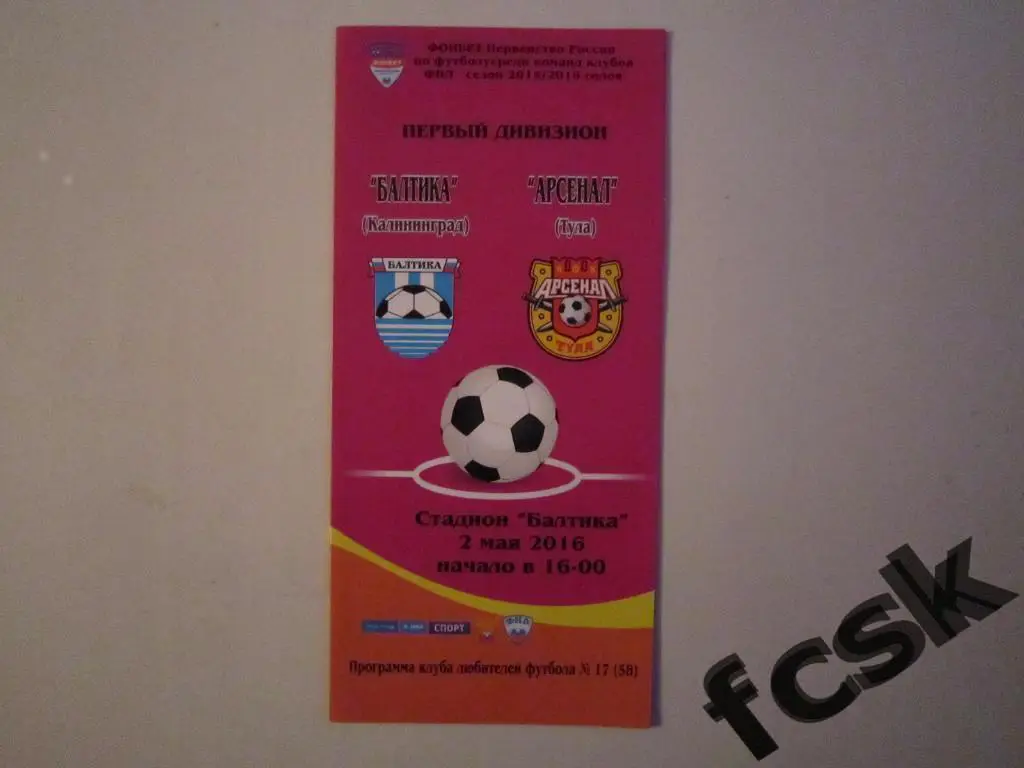 ФОНБЕТ Первенство России
по футболу среди команд клубов
ФНЛ сезон 2015/2016 годов
ПЕРВЫЙ ДИВИЗИОН
"БАЛТИКА"
(Калининград)
"АРСЕНАЛ"
(Тула)
БАЛТИКА
АРСЕНАЛ
ТУЛА
Стадион "Балтика"
2 мая 2016
начало в 16-00
СПОРТ
ФНЛ
Программа клуба любителей футбола № 17 (58)
fcsk